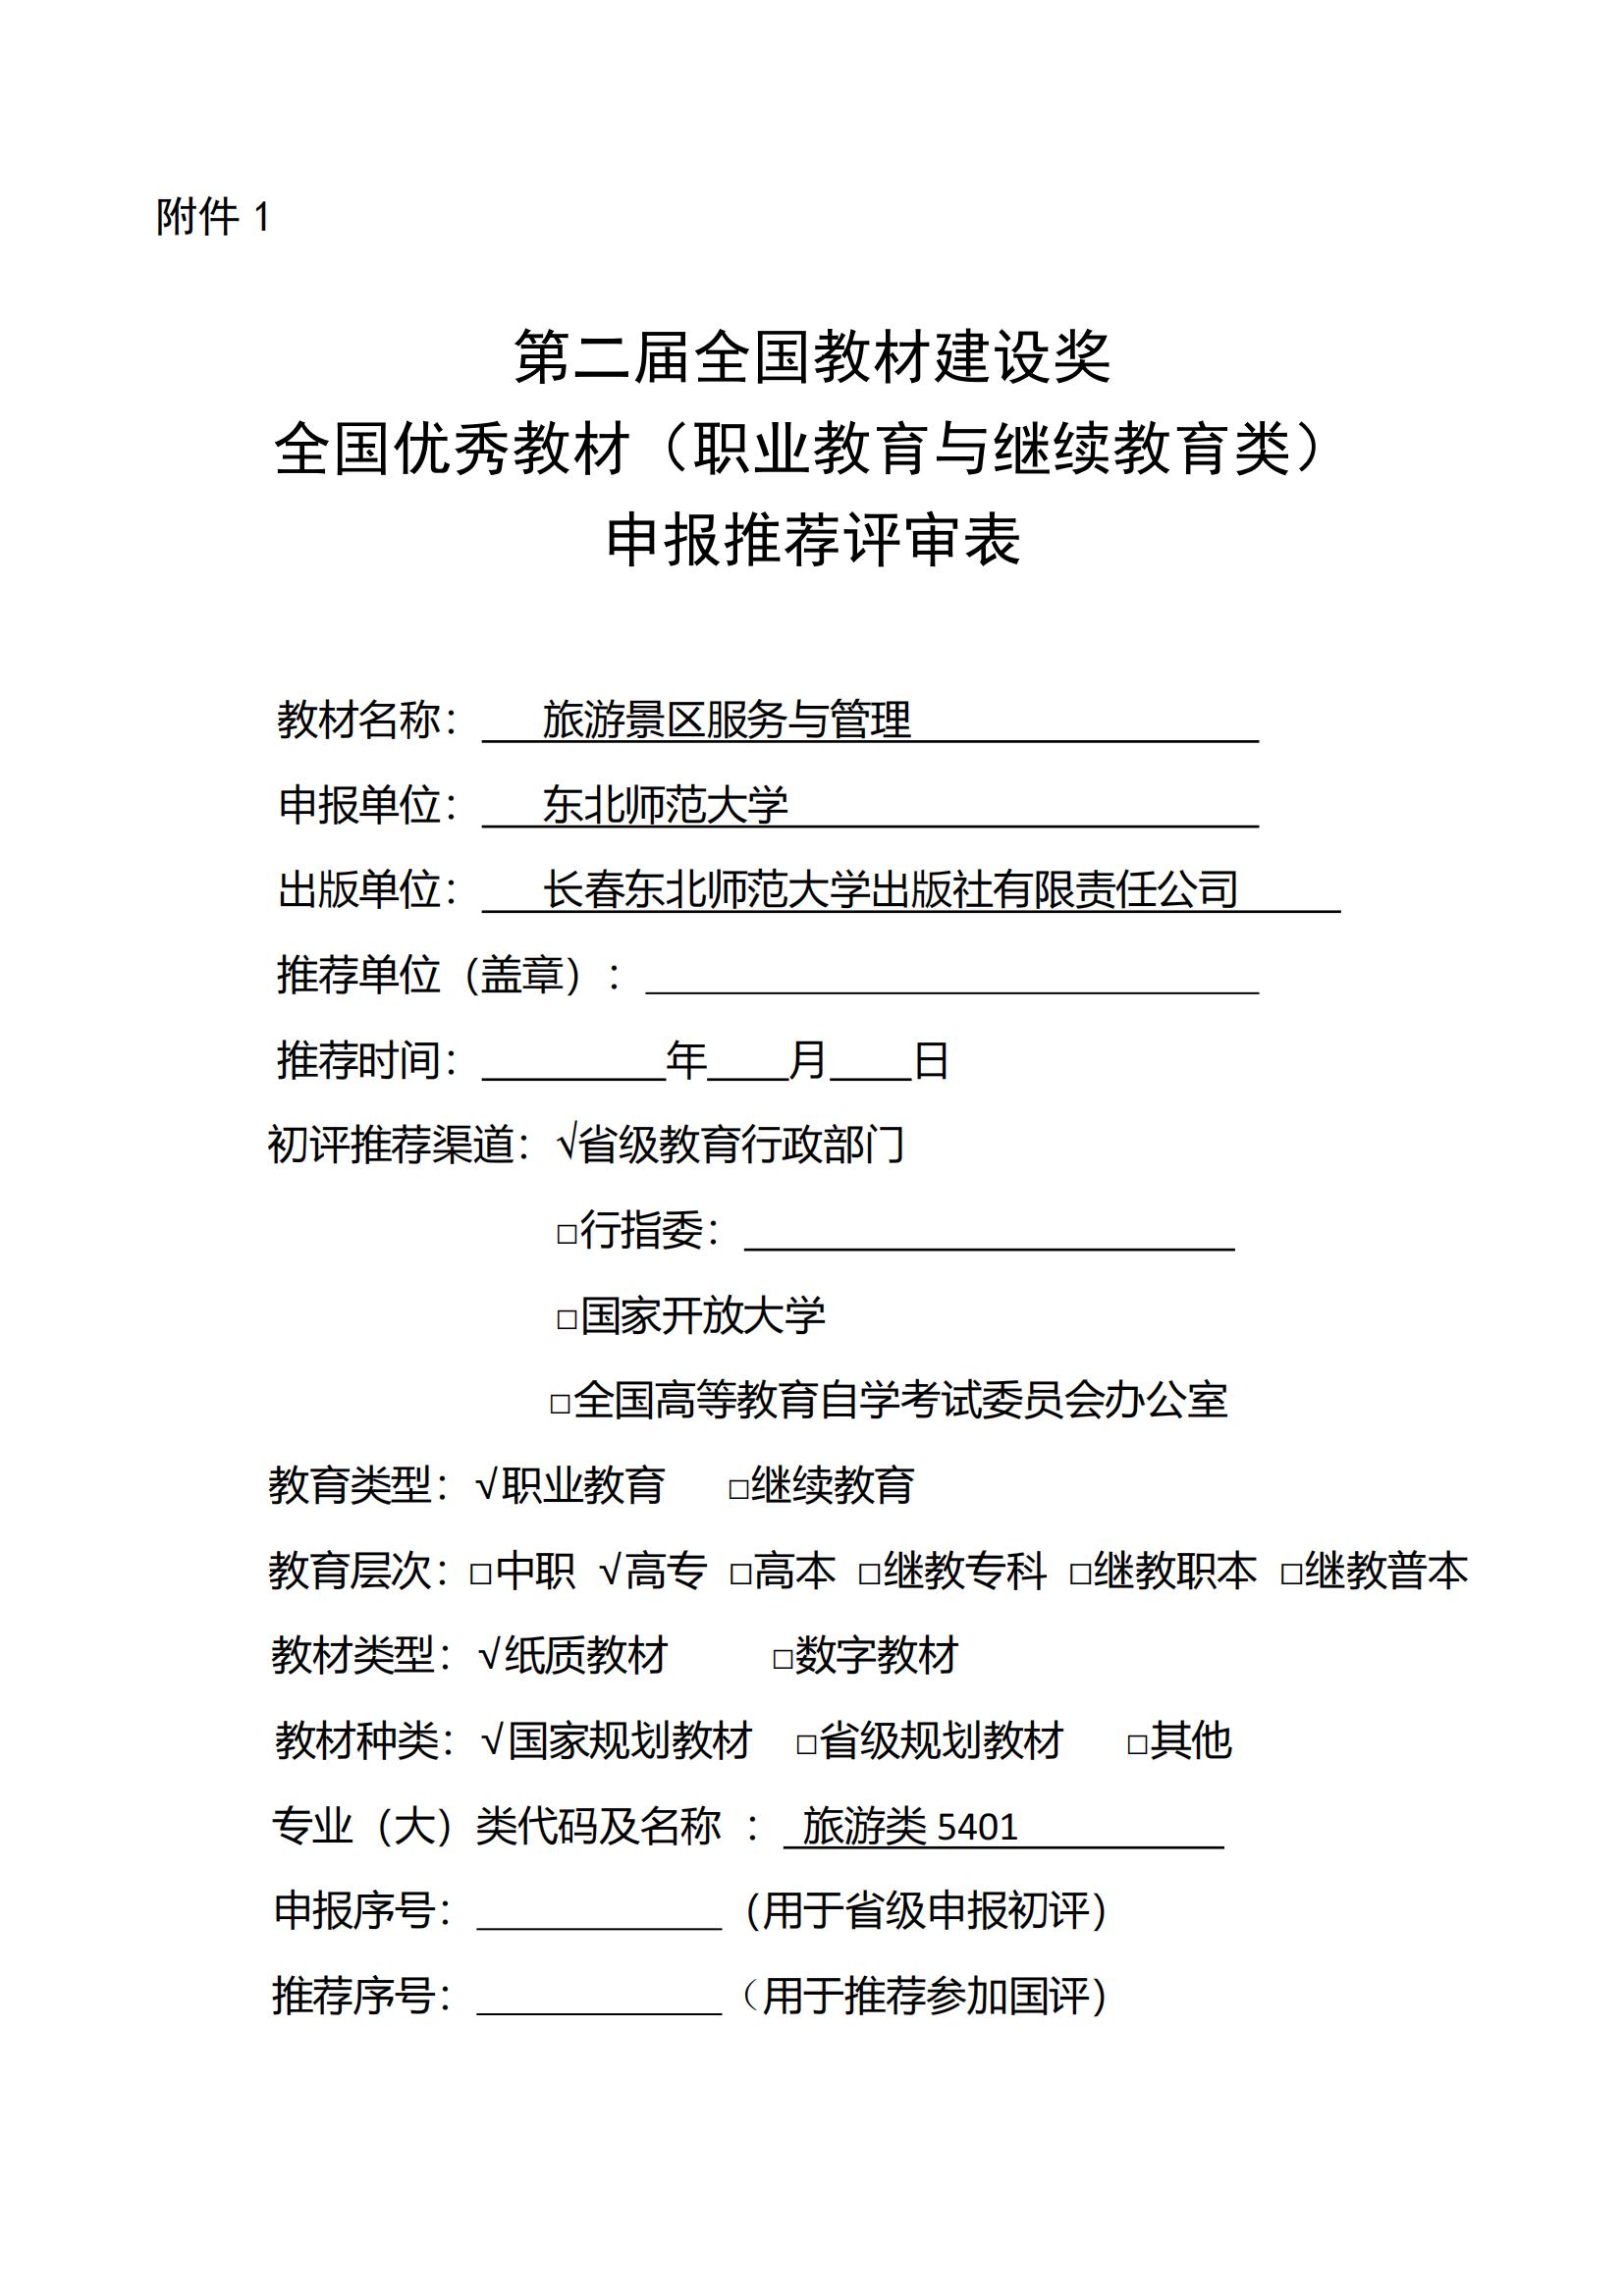 附件 1
第二届全国教材建设奖
全国优秀教材（职业教育与继续教育类）
申报推荐评审表
教材名称：旅游景区服务与管理
申报单位：东北师范大学
出版单位：长春东北师范大学出版社有限责任公司
推荐单位（盖章）：
推荐时间：____年__月__日
初评推荐渠道：√省级教育行政部门
□行指委：
□国家开放大学
□全国高等教育自学考试委员会办公室
教育类型：√职业教育 □继续教育
教育层次：□中职 √高专 □高本 □继教专科 □继教职本 □继教普本
教材类型：√纸质教材 □数字教材
教材种类：√国家规划教材 □省级规划教材 □其他
专业（大）类代码及名称：旅游类 5401
申报序号：______（用于省级申报初评）
推荐序号：______（用于推荐参加国评）